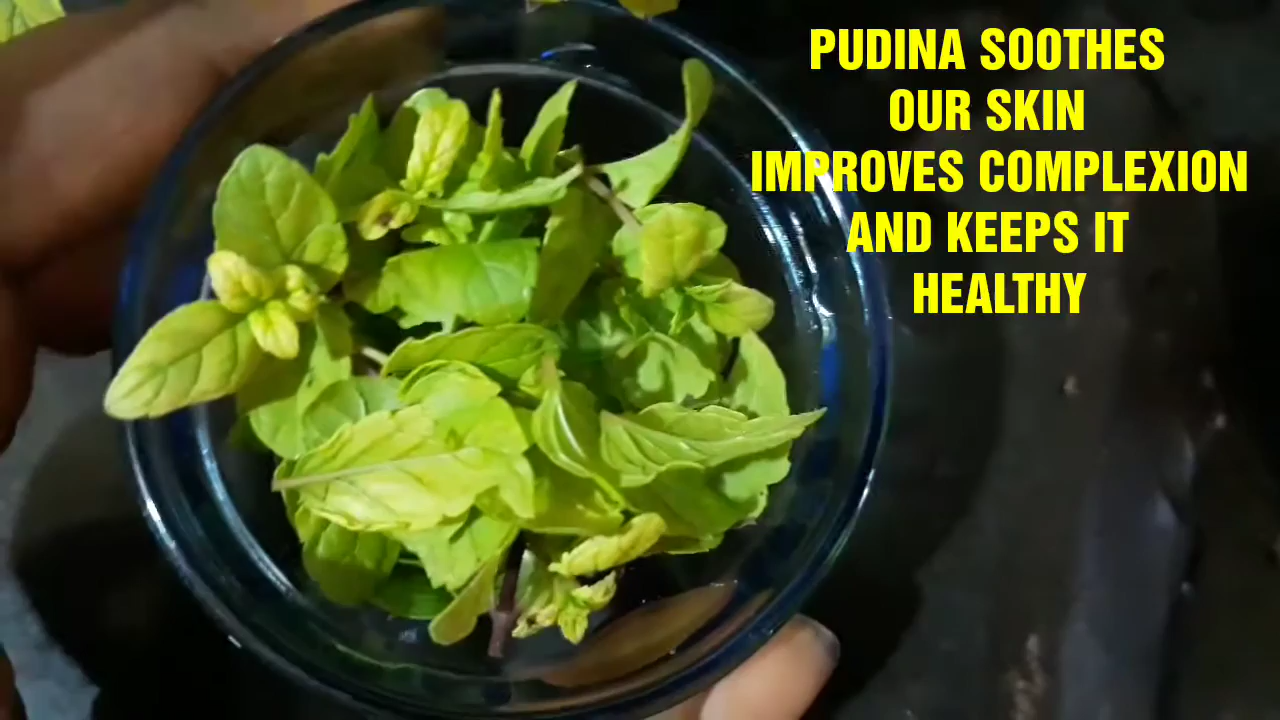 PUDINA SOOTHES
OUR SKIN
IMPROVES COMPLEXION
AND KEEPS IT
HEALTHY